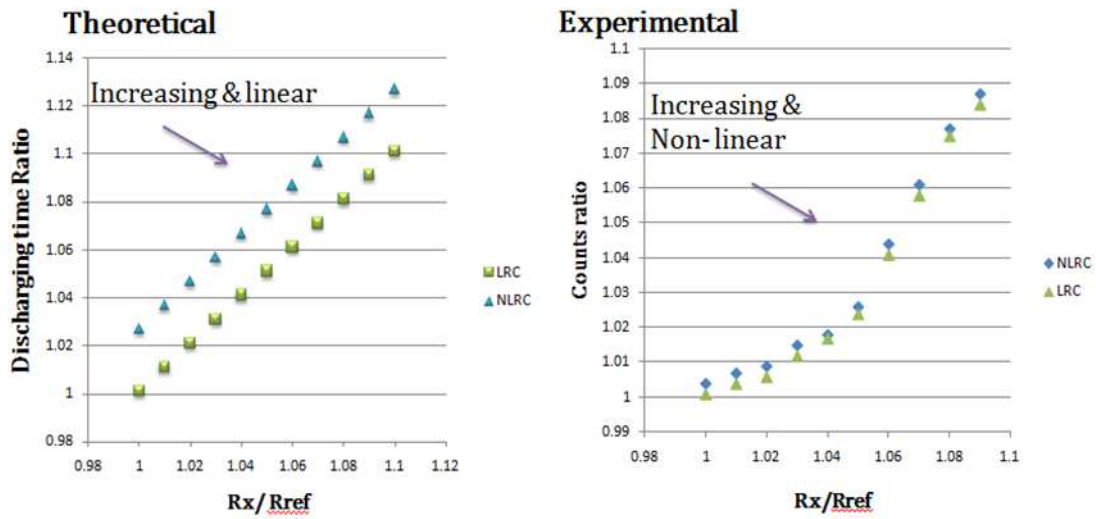 Theoretical
Increasing & linear
Discharging time Ratio
1.14
1.12
1.1
1.08
1.06
1.04
1.02
1
0.98
0.98
1
1.02
1.04
1.06
1.08
1.1
1.12
Rx/Rref
LRC
NLRC
Experimental
Increasing &
Non- linear
Counts ratio
1.1
1.09
1.08
1.07
1.06
1.05
1.04
1.03
1.02
1.01
1
0.99
0.98
1
1.02
1.04
1.06
1.08
1.1
Rx/Rref
NLRC
LRC